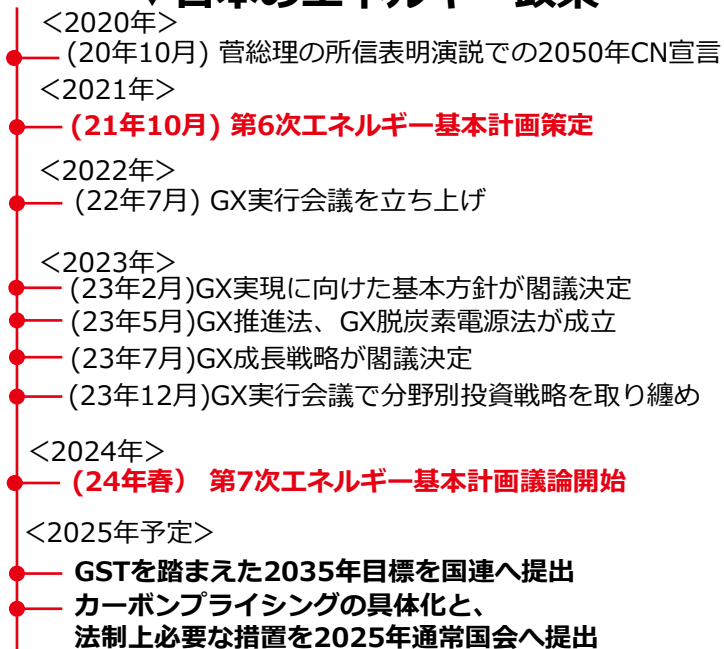 日本のエネルギー政策
＜2020年＞
(20年10月) 菅総理の所信表明演説での2050年CN宣言
＜2021年＞
(21年10月) 第6次エネルギー基本計画策定
＜2022年＞
(22年7月) GX実行会議を立ち上げ
＜2023年＞
(23年2月)GX実現に向けた基本方針が閣議決定
(23年5月)GX推進法、GX脱炭素電源法が成立
(23年7月)GX成長戦略が閣議決定
(23年12月)GX実行会議で分野別投資戦略を取り纏め
＜2024年＞
(24年春） 第7次エネルギー基本計画議論開始
＜2025年予定＞
GSTを踏まえた2035年目標を国連へ提出
カーボンプライシングの具体化と、
法制上必要な措置を2025年通常国会へ提出